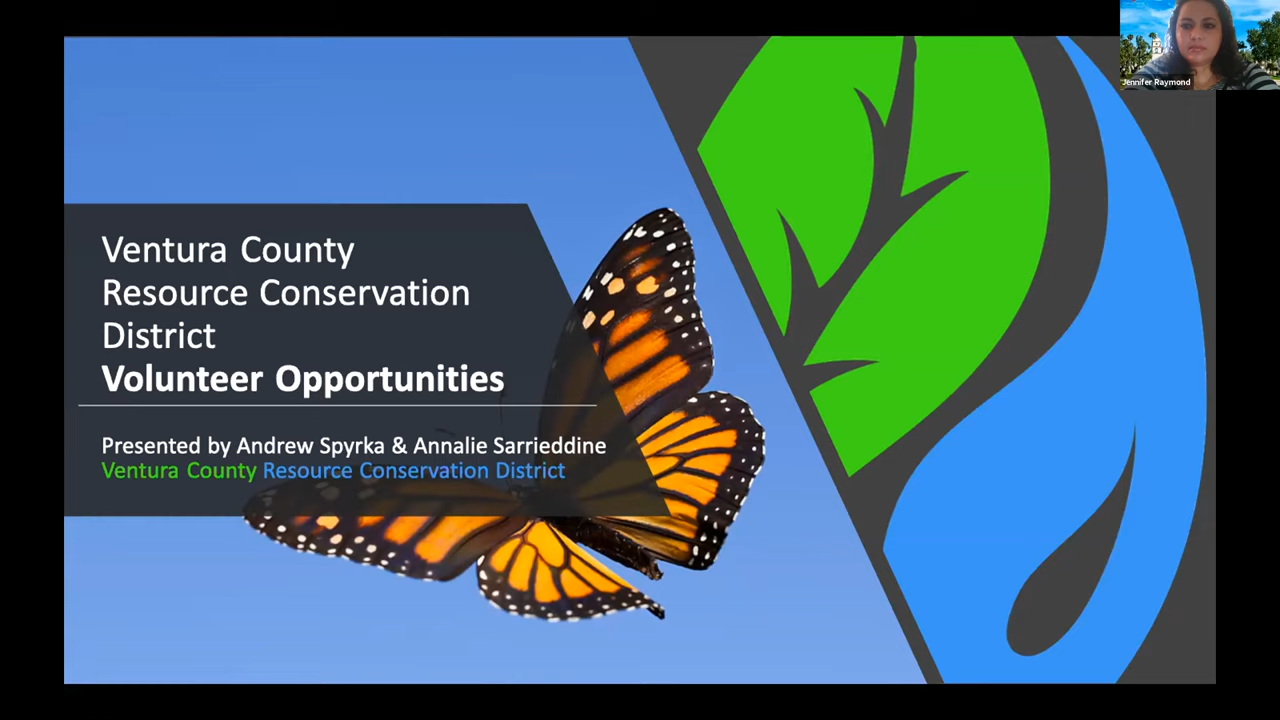 Jennifer Raymond
Ventura County
Resource Conservation
District
Volunteer Opportunities
Presented by Andrew Spyrka & Annalie Sarrieddine
Ventura County Resource Conservation District